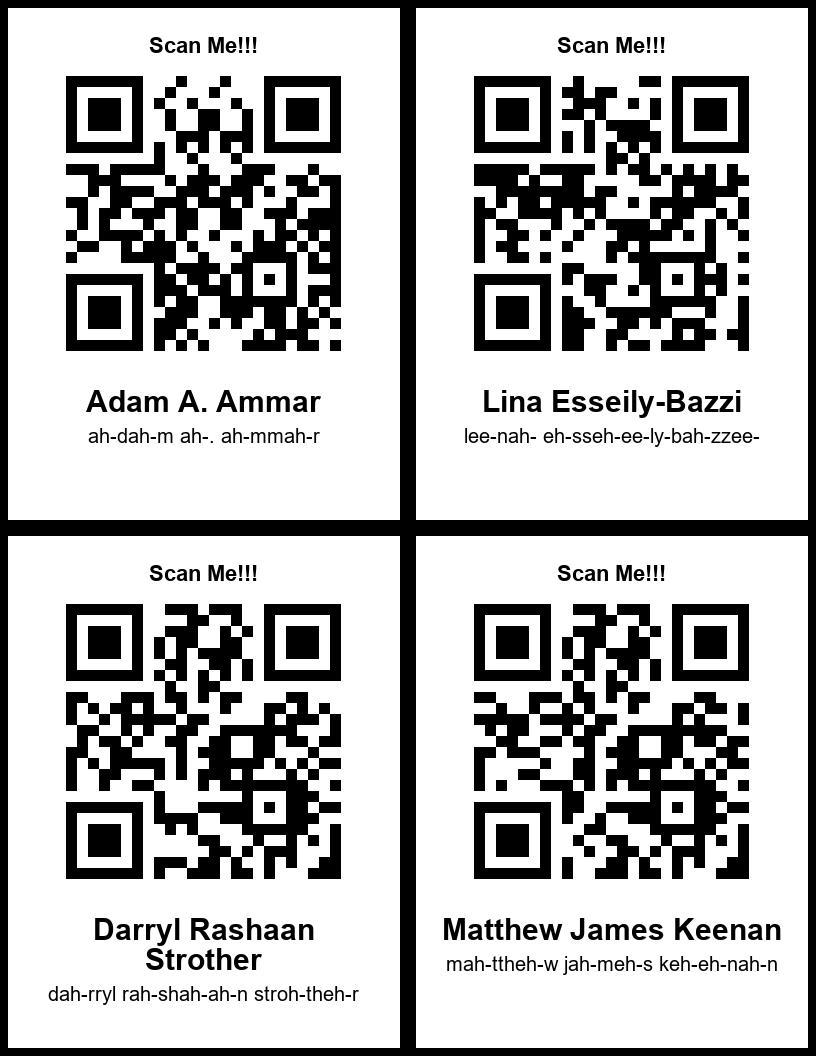 Scan Me!!!
Adam A. Ammar
ah-dah-m ah-. ah-mmah-r
Scan Me!!!
Lina Esseily-Bazzi
lee-nah- eh-sseh-ee-ly-bah-zzee-
Scan Me!!!
Darryl Rashaan
Strother
dah-rryl rah-shah-ah-n stroh-theh-r
Scan Me!!!
Matthew James Keenan
mah-ttheh-w jah-meh-s keh-eh-nah-n